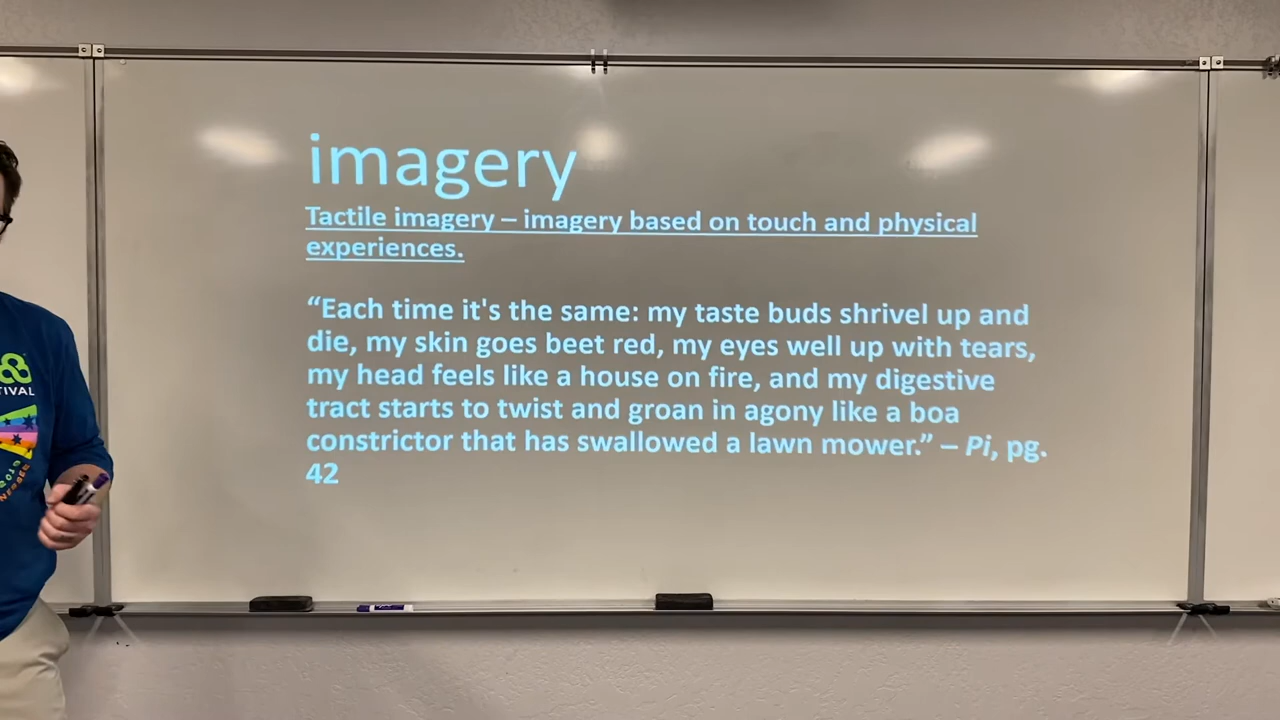 imagery
Tactile imagery – imagery based on touch and physical
experiences.
“Each time it's the same: my taste buds shrivel up and
die, my skin goes beet red, my eyes well up with tears,
my head feels like a house on fire, and my digestive
tract starts to twist and groan in agony like a boa
constrictor that has swallowed a lawn mower.” – Pi, pg.
42
TIVAL